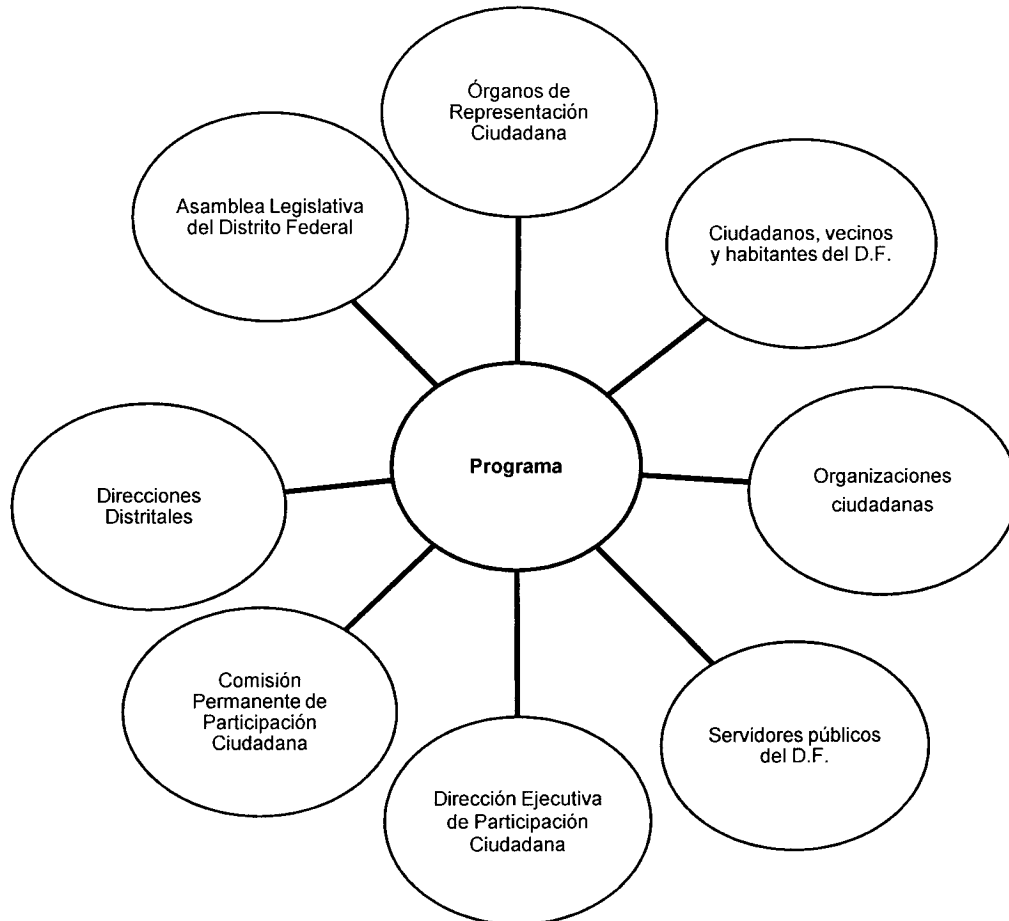 Órganos de
Representación
Ciudadana
Asamblea Legislativa
del Distrito Federal
Ciudadanos, vecinos
y habitantes del D.F.
Programa
Organizaciones
ciudadanas
Direcciones
Distritales
Comisión
Permanente de
Participación
Ciudadana
Servidores públicos
del D.F.
Dirección Ejecutiva
de Participación
Ciudadana